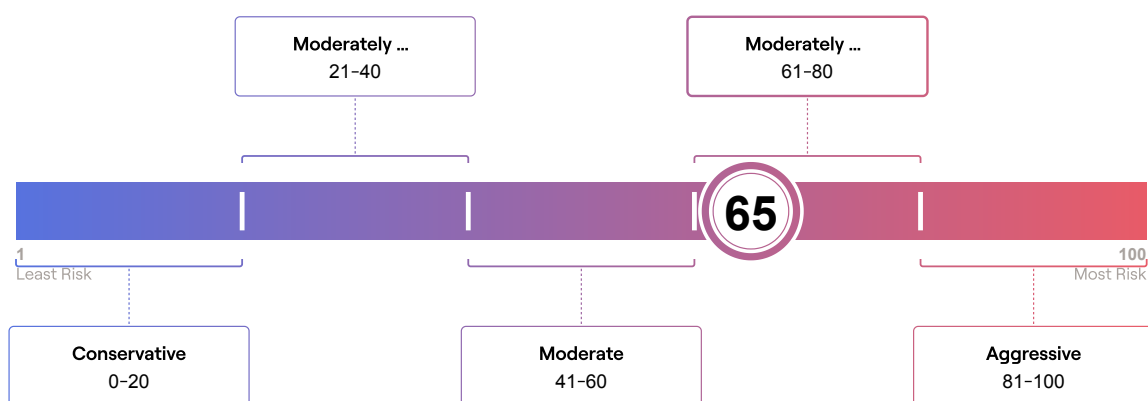 Moderately ...
21-40
Moderately ...
61-80
65
1
Least Risk
100
Most Risk
Conservative
0-20
Moderate
41-60
Aggressive
81-100